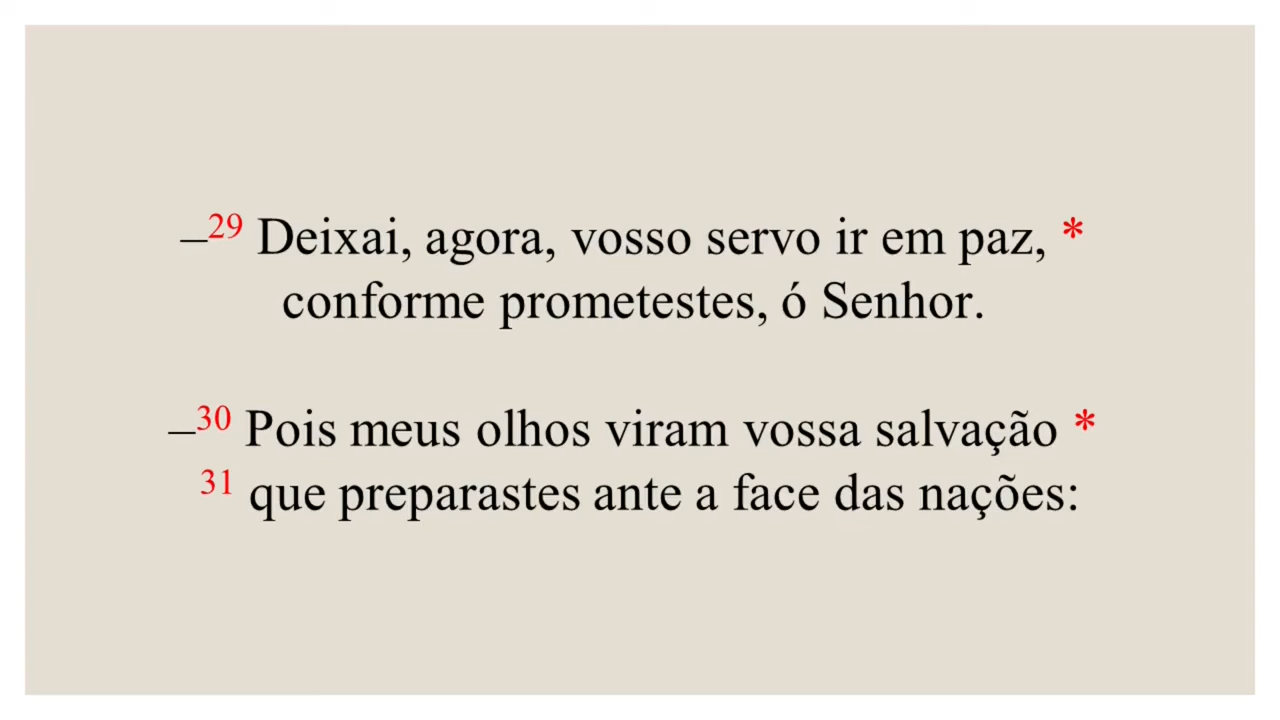 –29 Deixai, agora, vosso servo ir em paz, *
conforme prometestes, ó Senhor.
–30 Pois meus olhos viram vossa salvação *
31 que preparastes ante a face das nações: